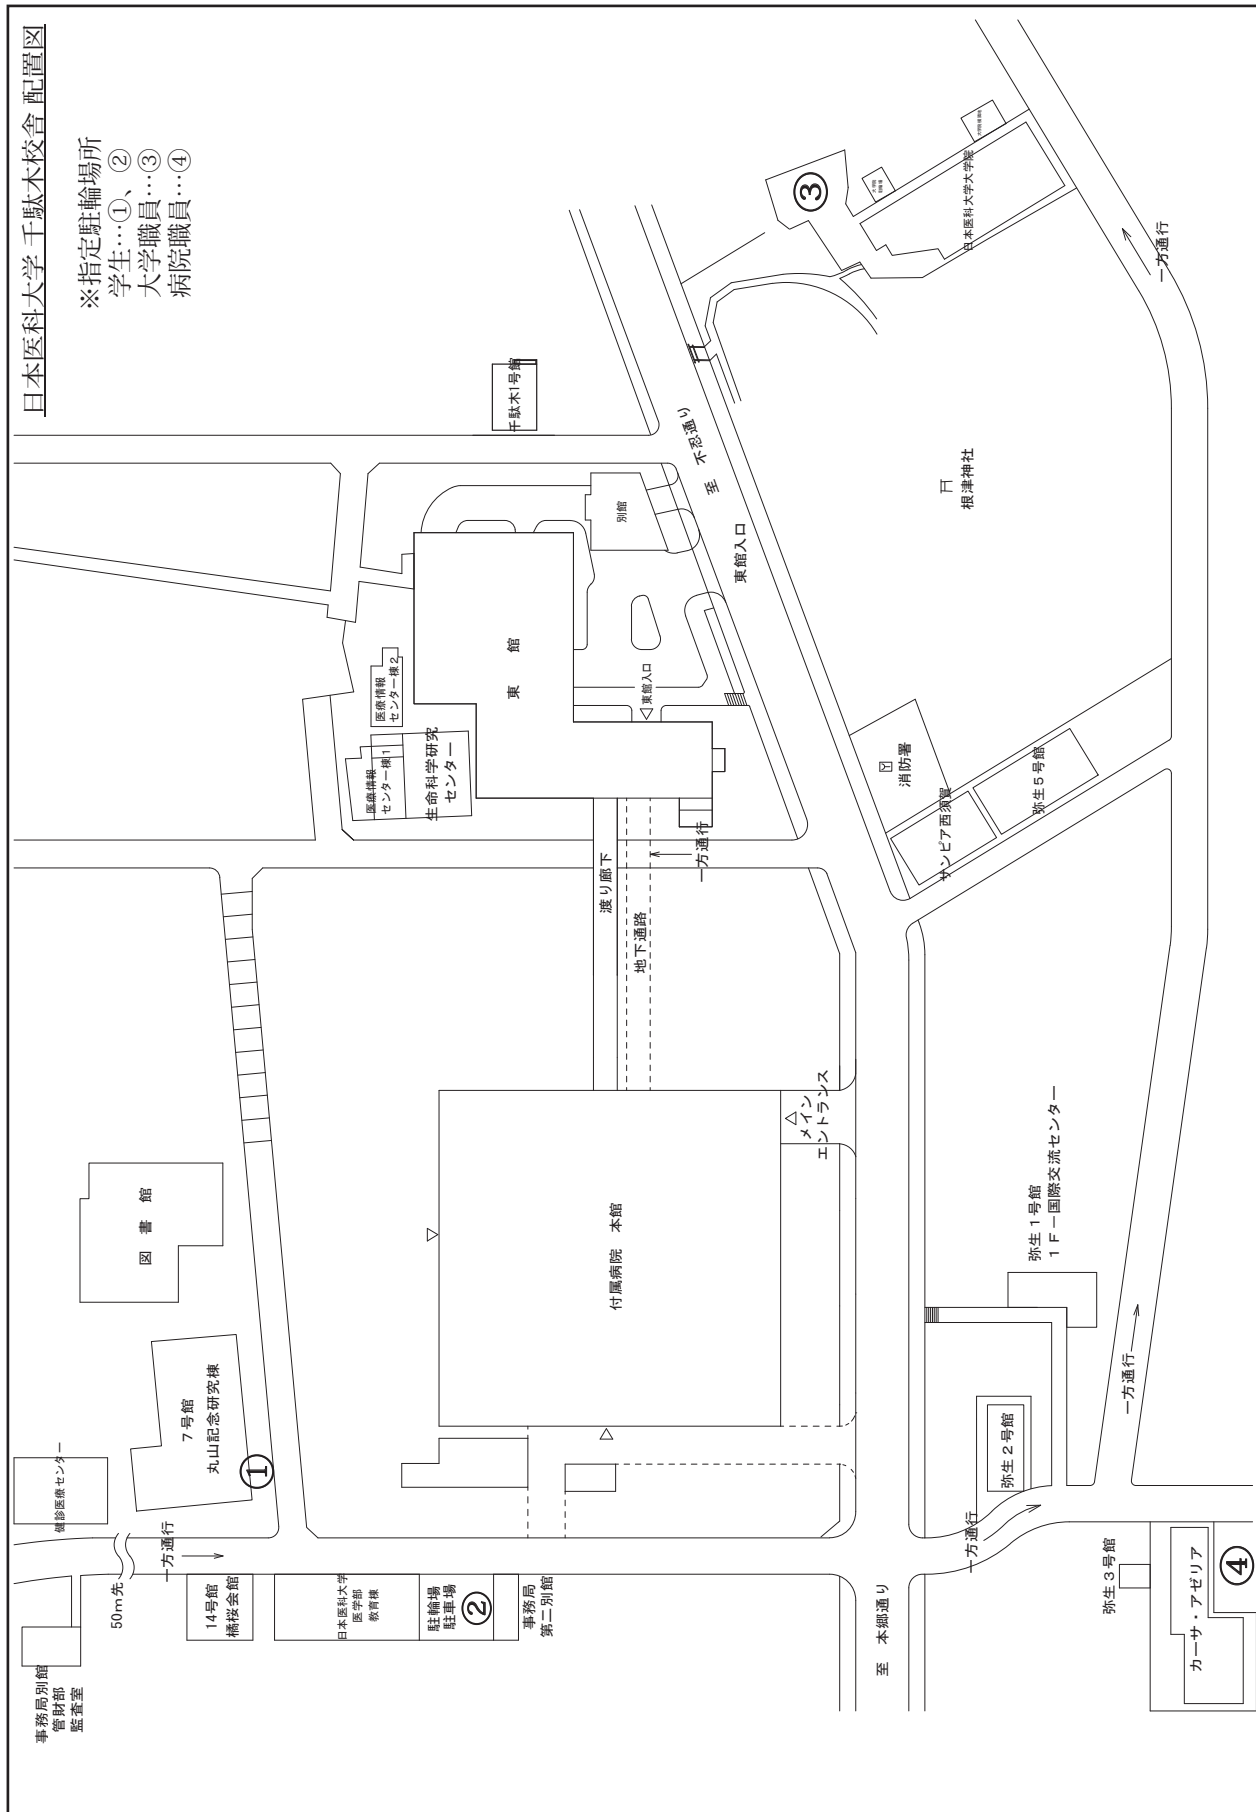 日本医科大学 千駄木校舎 配置図
※指定駐輪場所
学生…①、②
大学職員…③
病院職員…④
事務局別館
管財部
監査室
50m先
健診医療センター
一方通行
7号館
丸山記念研究棟
①
図 書 館
14号館
橘桜会館
日本医科大学
医学部
教育棟
駐輪場
駐車場
②
事務局
第二別館
付属病院 本館
メイン
エントランス
渡り廊下
地下通路
一方通行
医療情報
センター棟1
医療情報
センター棟2
生命科学研究
センター
東 館
東館入口
別館
千駄木1号館
東館入口
至 不忍通り
至 本郷通り
消防署
サンピア西須賀
弥生5号館
根津神社
③
日本医科大学大学院
一方通行
弥生1号館
1F-国際交流センター
弥生2号館
一方通行
一方通行
弥生3号館
カーサ・アゼリア
④